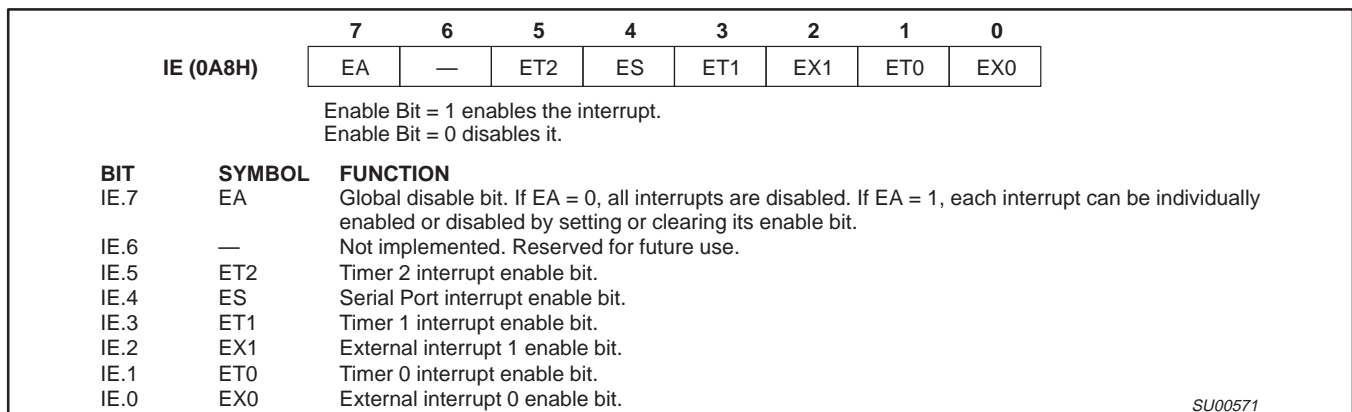 7 6 5 4 3 2 1 0
IE (0A8H) EA — ET2 ES ET1 EX1 ET0 EX0
Enable Bit = 1 enables the interrupt.
Enable Bit = 0 disables it.
BIT SYMBOL FUNCTION
IE.7 EA Global disable bit. If EA = 0, all interrupts are disabled. If EA = 1, each interrupt can be individually
enabled or disabled by setting or clearing its enable bit.
IE.6 — Not implemented. Reserved for future use.
IE.5 ET2 Timer 2 interrupt enable bit.
IE.4 ES Serial Port interrupt enable bit.
IE.3 ET1 Timer 1 interrupt enable bit.
IE.2 EX1 External interrupt 1 enable bit.
IE.1 ET0 Timer 0 interrupt enable bit.
IE.0 EX0 External interrupt 0 enable bit.
SU00571